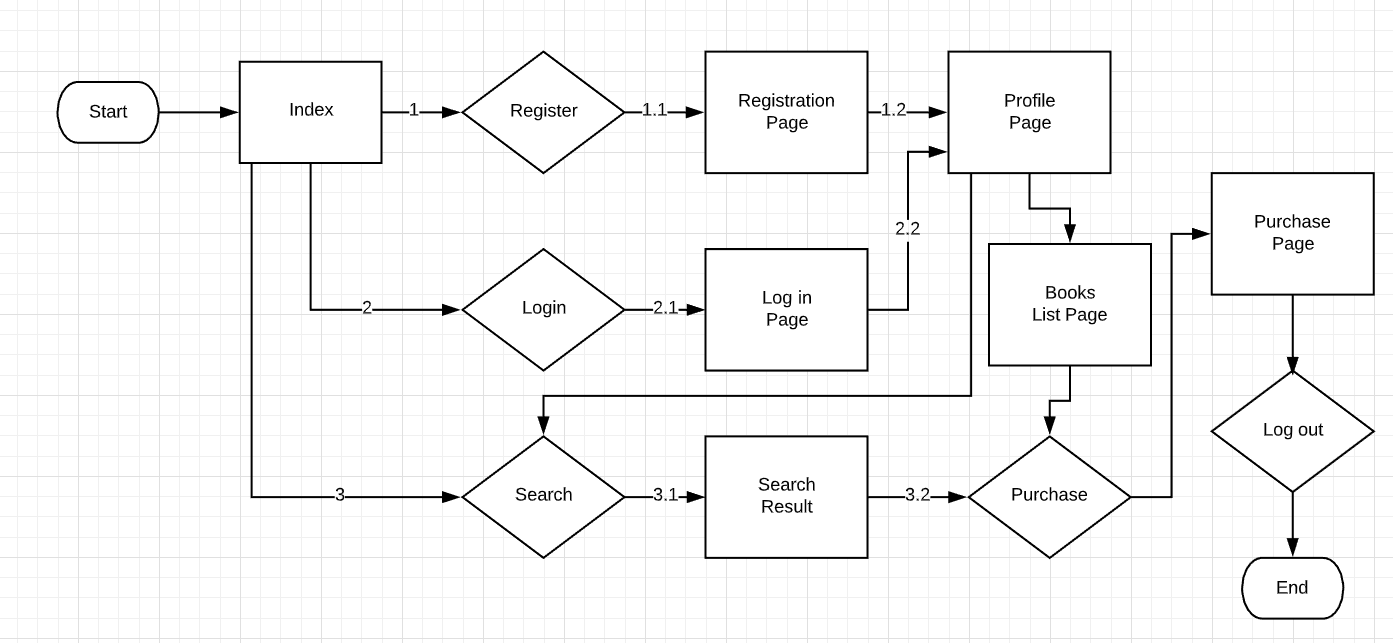 Start
Index
1
Register
1.1
Registration
Page
1.2
Profile
Page
2
Login
2.1
Log in
Page
2.2
Books
List Page
Purchase
Page
3
Search
3.1
Search
Result
3.2
Purchase
Log out
End